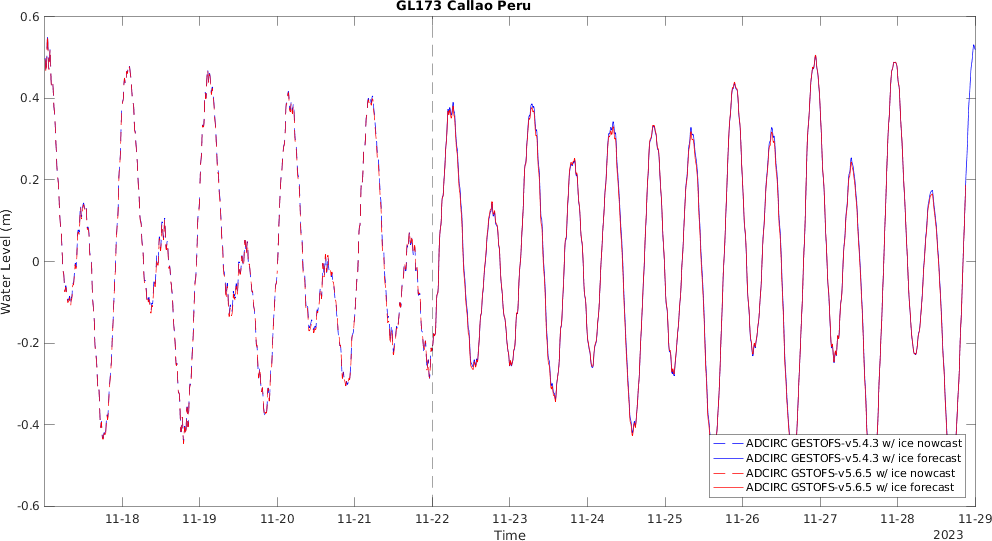 GL173 Callao Peru
0.6
0.4
0.2
0
-0.2
-0.4
-0.6
Water Level (m)
ADCIRC GESTOFS-v5.4.3 w/ ice nowcast
ADCIRC GESTOFS-v5.4.3 w/ ice forecast
ADCIRC GSTOFS-v5.6.5 w/ ice nowcast
ADCIRC GSTOFS-v5.6.5 w/ ice forecast
11-18 11-19 11-20 11-21 11-22 11-23 11-24 11-25 11-26 11-27 11-28 11-29
Time
2023